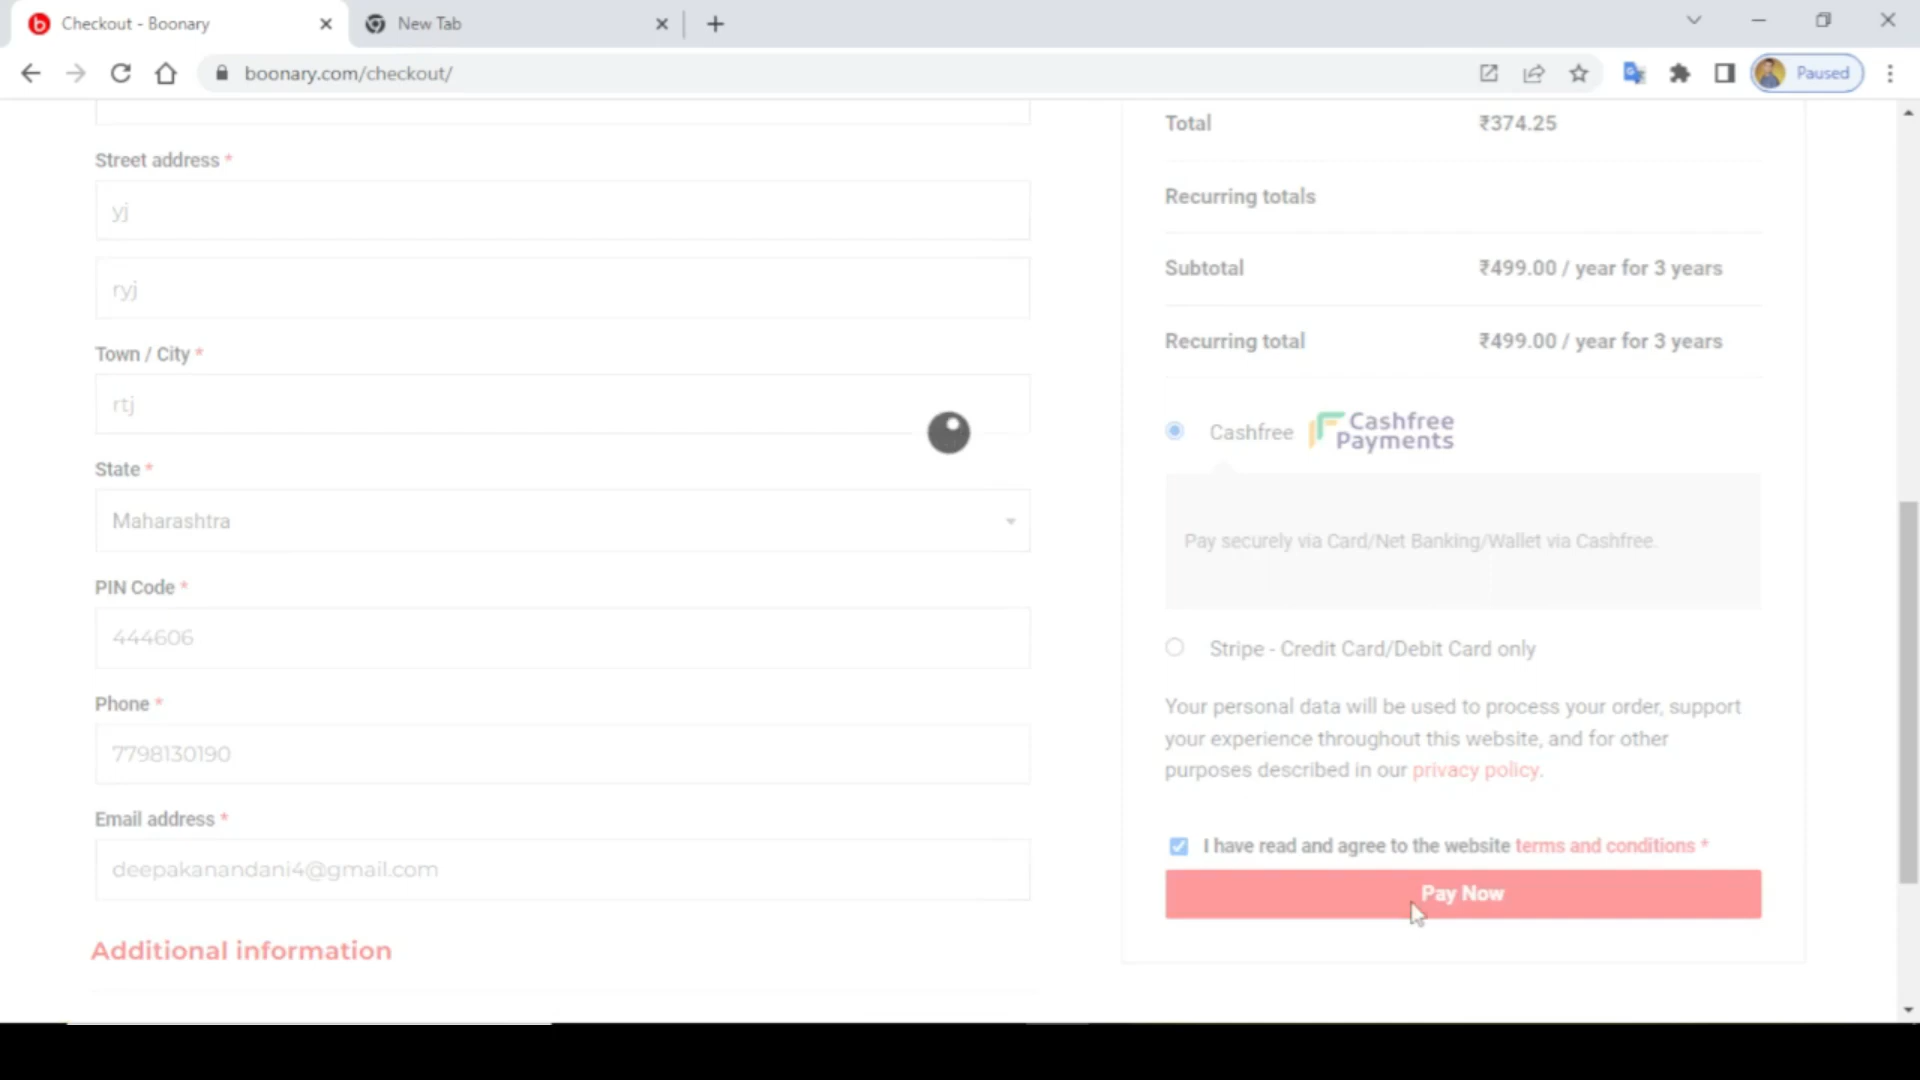 Checkout - Boonary
New Tab
boonary.com/checkout/
Paused
Street address *
yj
ryj
Town / City *
rtj
State *
Maharashtra
PIN Code *
444606
Phone *
7798130190
Email address *
deepakanandani4@gmail.com
Additional information
Total ₹374.25
Recurring totals
Subtotal ₹499.00 / year for 3 years
Recurring total ₹499.00 / year for 3 years
Cashfree Cashfree Payments
Pay securely via Card/Net Banking/Wallet via Cashfree.
Stripe - Credit Card/Debit Card only
Your personal data will be used to process your order, support
your experience throughout this website, and for other
purposes described in our privacy policy.
I have read and agree to the website terms and conditions *
Pay Now